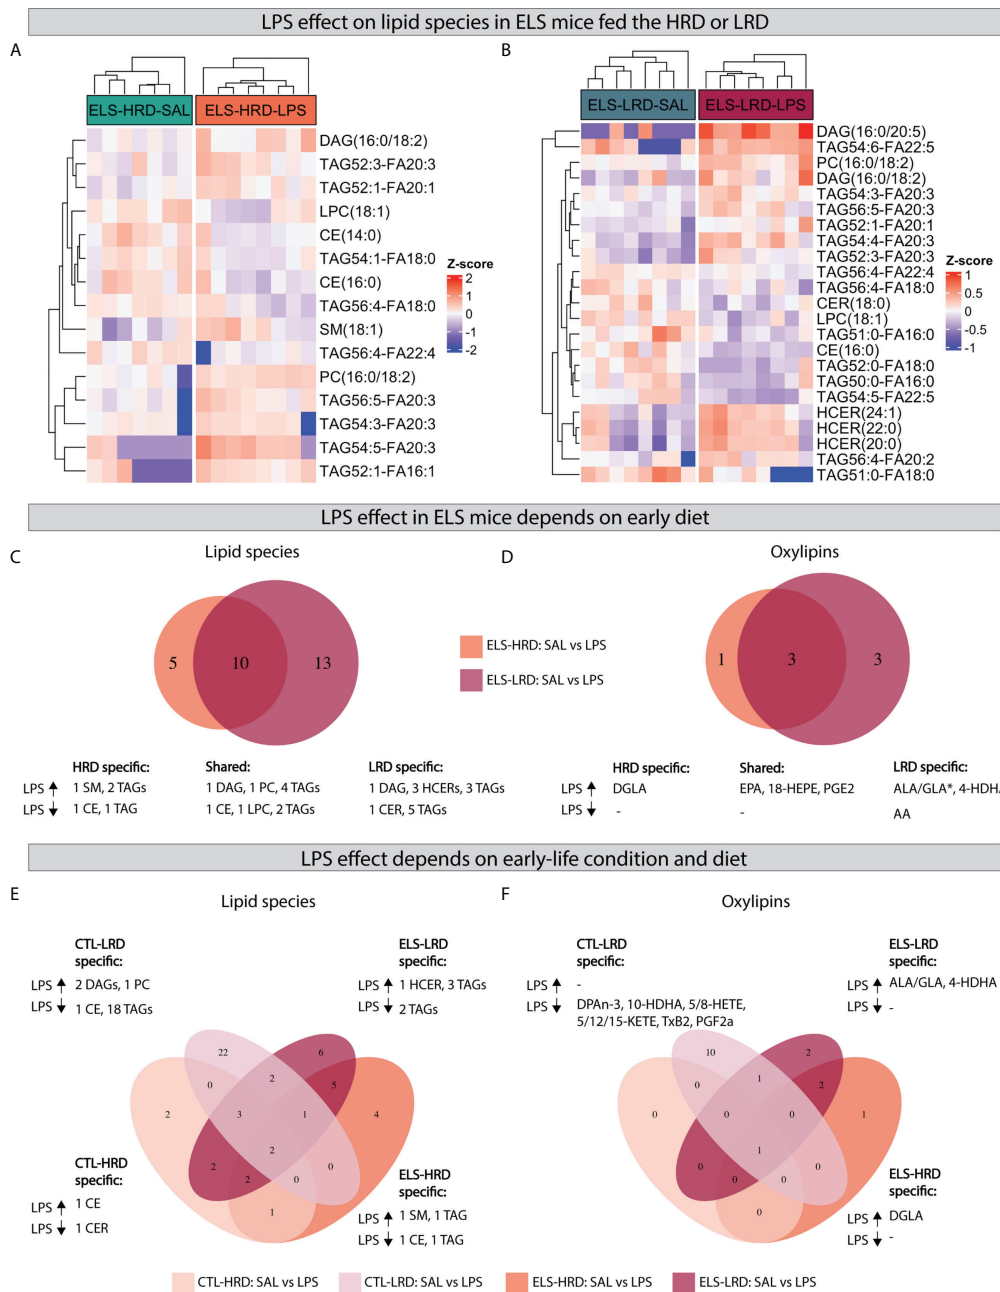 LPS effect on lipid species in ELS mice fed the HRD or LRD
A
ELS-HRD-SAL
ELS-HRD-LPS
DAG(16:0/18:2)
TAG52:3-FA20:3
TAG52:1-FA20:1
LPC(18:1)
CE(14:0)
TAG54:1-FA18:0
CE(16:0)
TAG56:4-FA18:0
SM(18:1)
TAG56:4-FA22:4
PC(16:0/18:2)
TAG56:5-FA20:3
TAG54:3-FA20:3
TAG54:5-FA20:3
TAG52:1-FA16:1
Z-score
2
1
0
-1
-2
B
ELS-LRD-SAL
ELS-LRD-LPS
DAG(16:0/20:5)
TAG54:6-FA22:5
PC(16:0/18:2)
DAG(16:0/18:2)
TAG54:3-FA20:3
TAG56:5-FA20:3
TAG52:1-FA20:1
TAG54:4-FA20:3
TAG52:3-FA20:3
TAG56:4-FA22:4
TAG56:4-FA18:0
CER(18:0)
LPC(18:1)
TAG51:0-FA16:0
CE(16:0)
TAG52:0-FA18:0
TAG50:0-FA16:0
TAG54:5-FA22:5
HCER(24:1)
HCER(22:0)
HCER(20:0)
TAG56:4-FA20:2
TAG51:0-FA18:0
Z-score
1
0.5
0
-0.5
-1
LPS effect in ELS mice depends on early diet
C
Lipid species
5
10
13
HRD specific:
Shared:
LRD specific:
LPS
1 SM, 2 TAGs
1 DAG, 1 PC, 4 TAGs
1 DAG, 3 HCERs, 3 TAGs
LPS
1 CE, 1 TAG
1 CE, 1 LPC, 2 TAGs
1 CER, 5 TAGs
ELS-HRD: SAL vs LPS
ELS-LRD: SAL vs LPS
D
Oxylipins
1
3
3
HRD specific:
Shared:
LRD specific:
LPS
DGLA
EPA, 18-HEPE, PGE2
ALA/GLA*, 4-HDHA
LPS
-
-
AA
LPS effect depends on early-life condition and diet
E
Lipid species
CTL-LRD
specific:
LPS
2 DAGs, 1 PC
LPS
1 CE, 18 TAGs
ELS-LRD
specific:
LPS
1 HCER, 3 TAGs
LPS
2 TAGs
22
6
0
2
5
2
3
1
4
2
2
2
0
0
1
CTL-HRD
specific:
LPS
1 CE
LPS
1 CER
ELS-HRD
specific:
LPS
1 SM, 1 TAG
LPS
1 CE, 1 TAG
F
Oxylipins
CTL-LRD
specific:
LPS
-
LPS
DPAn-3, 10-HDHA, 5/8-HETE,
5/12/15-KETE, TxB2, PGF2a
ELS-LRD
specific:
LPS
ALA/GLA, 4-HDHA
LPS
-
10
2
0
1
2
0
0
0
1
0
1
0
0
0
0
ELS-HRD
specific:
LPS
DGLA
LPS
-
CTL-HRD: SAL vs LPS
CTL-LRD: SAL vs LPS
ELS-HRD: SAL vs LPS
ELS-LRD: SAL vs LPS